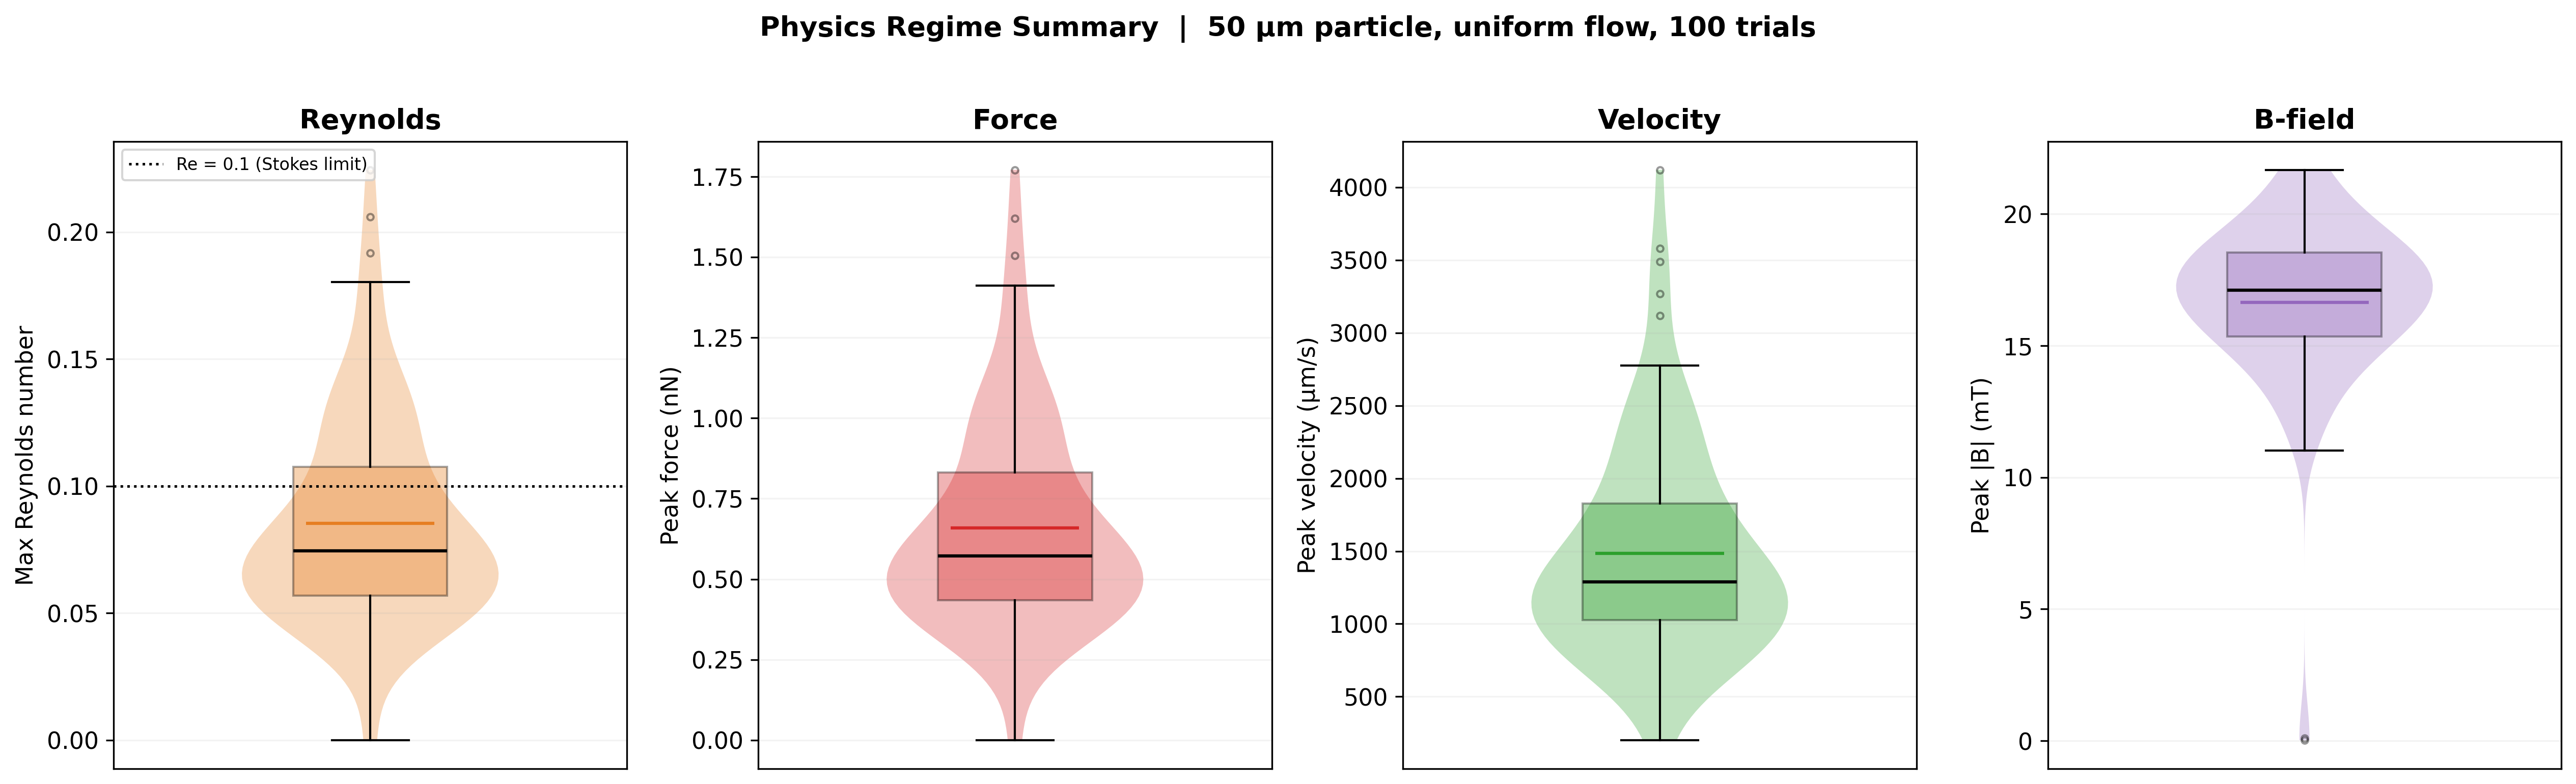 Physics Regime Summary | 50 µm particle, uniform flow, 100 trials
Reynolds
Max Reynolds number
Re = 0.1 (Stokes limit)
0.20
0.15
0.10
0.05
0.00
Force
Peak force (nN)
1.75
1.50
1.25
1.00
0.75
0.50
0.25
0.00
Velocity
Peak velocity (µm/s)
4000
3500
3000
2500
2000
1500
1000
500
B-field
Peak |B| (mT)
20
15
10
5
0